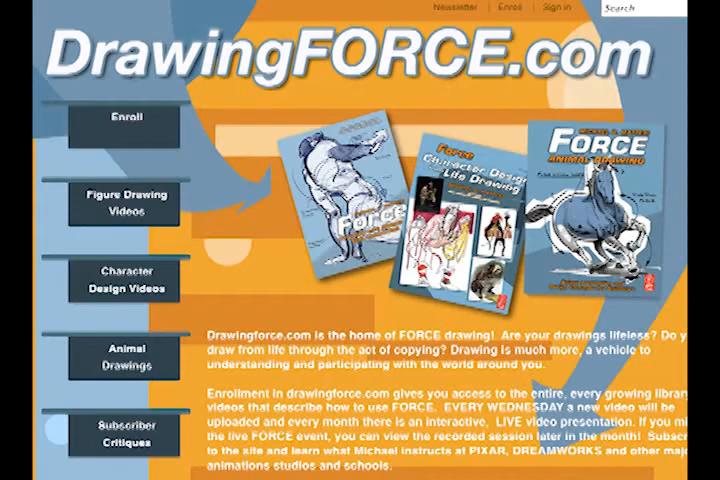 Newsletter | Enroll | Sign in
Search
DrawingFORCE.com
Enroll
Figure Drawing
Videos
Character
Design Videos
Animal
Drawings
Subscriber
Critiques
FORCE
Force
Character Design
Life Drawing
FORCE
ANIMAL DRAWING
Drawingforce.com is the home of FORCE drawing! Are your drawings lifeless? Do y
draw from life through the act of copying? Drawing is much more, a vehicle to
understanding and participating with the world around you.
Enrollment in drawingforce.com gives you access to the entire, every growing library
videos that describe how to use FORCE. EVERY WEDNESDAY a new video will be
uploaded and every month there is an interactive, LIVE video presentation. If you mi
the live FORCE event, you can view the recorded session later in the month! Subscr
to the site and learn what Michael instructs at PIXAR, DREAMWORKS and other majo
animations studios and schools.